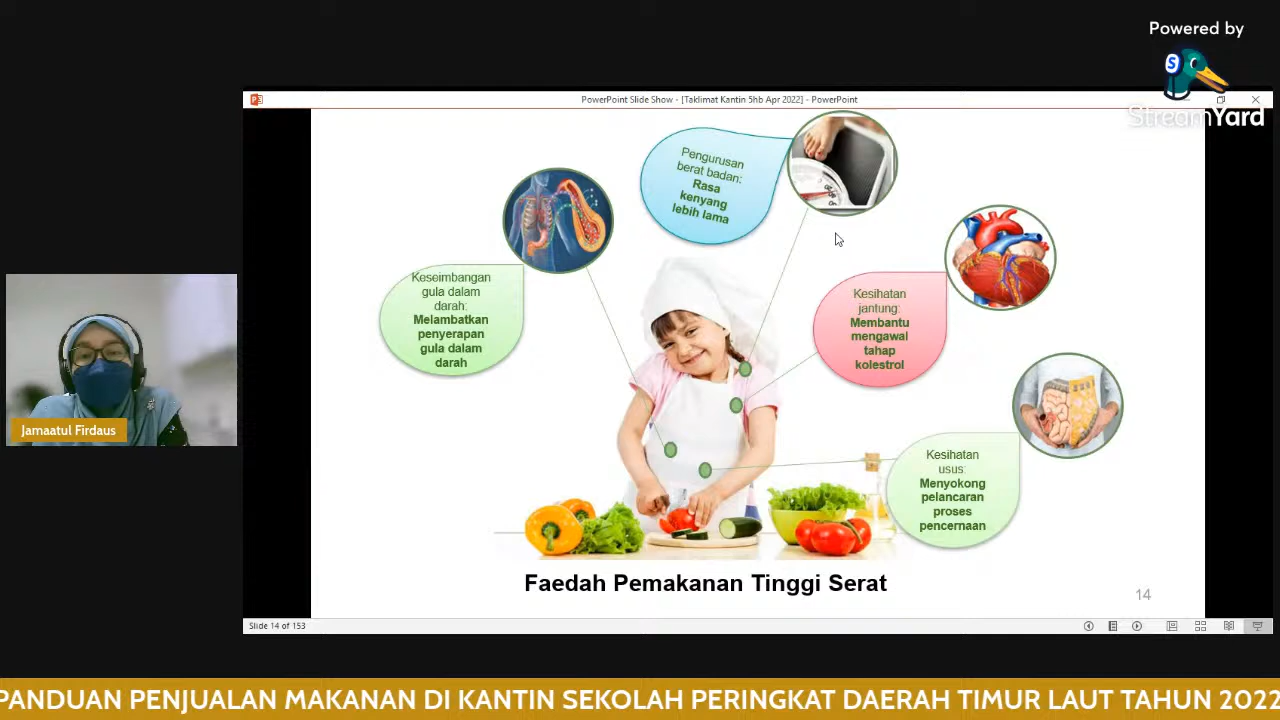 Powered by
StreamYard
PowerPoint Slide Show - [Taklimat Kantin 5hb Apr 2022] - PowerPoint
Pengurusan
berat badan:
Rasa
kenyang
lebih lama
Keseimbangan
gula dalam
darah:
Melambatkan
penyerapan
gula dalam
darah
Kesihatan
jantung:
Membantu
mengawal
tahap
kolestrol
Kesihatan
usus:
Menyokong
pelancaran
proses
pencernaan
Faedah Pemakanan Tinggi Serat
14
Slide 14 of 153
Jamaatul Firdaus
PANDUAN PENJUALAN MAKANAN DI KANTIN SEKOLAH PERINGKAT DAERAH TIMUR LAUT TAHUN 2022